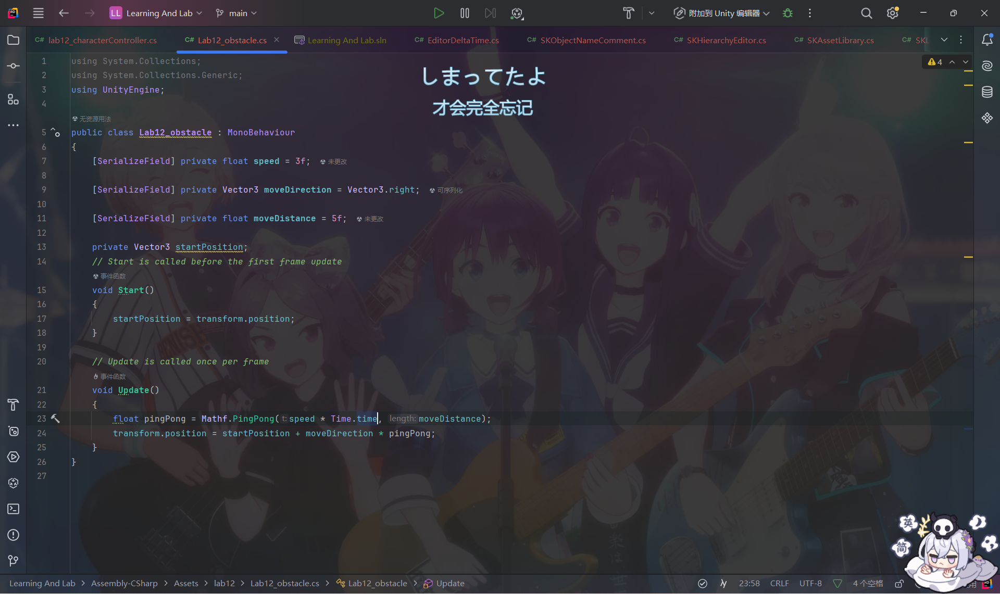 LL Learning And Lab main 附加到 Unity 编辑器
C# lab12_characterController.cs C# Lab12_obstacle.cs Learning And Lab.sln C# EditorDeltaTime.cs C# SKObjectNameComment.cs C# SKHierarchyEditor.cs C# SKAssetLibrary.cs C# SKL
4
しまってたよ
才会完全忘记
1 using System.Collections;
2 using System.Collections.Generic;
3 using UnityEngine;
4
无资源用法
5 public class Lab12_obstacle : MonoBehaviour
6 {
7 [SerializeField] private float speed = 3f; 未更改
8
9 [SerializeField] private Vector3 moveDirection = Vector3.right; 可序列化
10
11 [SerializeField] private float moveDistance = 5f; 未更改
12
13 private Vector3 startPosition;
14 // Start is called before the first frame update
事件函数
15 void Start()
16 {
17 startPosition = transform.position;
18 }
19
20 // Update is called once per frame
事件函数
21 void Update()
22 {
23 float pingPong = Mathf.PingPong(t: speed * Time.time, length: moveDistance);
24 transform.position = startPosition + moveDirection * pingPong;
25 }
26 }
27
英
简
Learning And Lab > Assembly-CSharp > Assets > lab12 > Lab12_obstacle.cs > Lab12_obstacle > Update 23:58 CRLF UTF-8 4 个空格